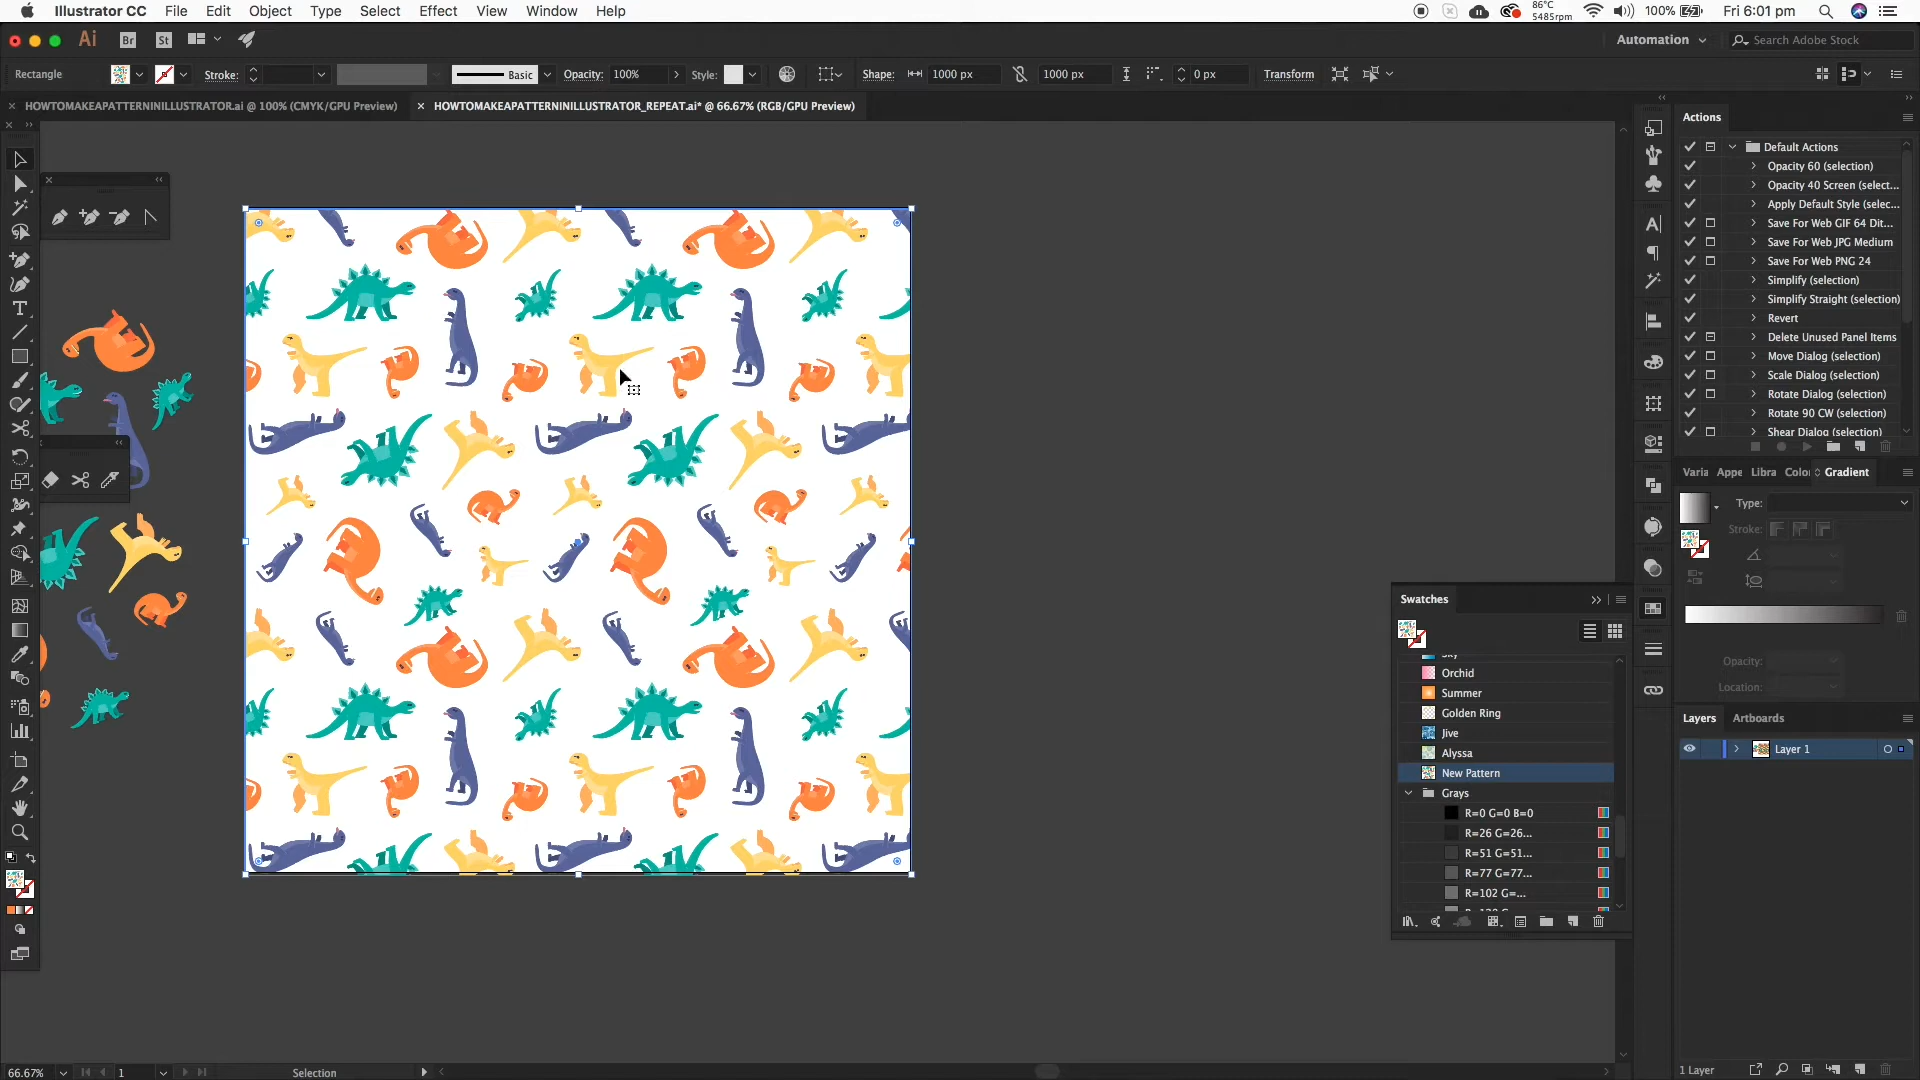 Illustrator CC File Edit Object Type Select Effect View Window Help 86°C 5485rpm 100% Fri 6:01 pm
Ai Br St Automation Search Adobe Stock
Rectangle Stroke: Basic Opacity: 100% Style: Shape: 1000 px 1000 px 0 px Transform
HOWTOMAKEAPATTERNINILLUSTRATOR.ai @ 100% (CMYK/GPU Preview) HOWTOMAKEAPATTERNINILLUSTRATOR_REPEAT.ai* @ 66.67% (RGB/GPU Preview)
Actions
Default Actions
Opacity 60 (selection)
Opacity 40 Screen (select...
Apply Default Style (selec...
Save For Web GIF 64 Dit...
Save For Web JPG Medium
Save For Web PNG 24
Simplify (selection)
Simplify Straight (selection)
Revert
Delete Unused Panel Items
Move Dialog (selection)
Scale Dialog (selection)
Rotate Dialog (selection)
Rotate 90 CW (selection)
Shear Dialog (selection)
Varia Appe Libra Color Gradient
Type:
Stroke:
Opacity:
Location:
Swatches
Orchid
Summer
Golden Ring
Jive
Alyssa
New Pattern
Grays
R=0 G=0 B=0
R=26 G=26...
R=51 G=51...
R=77 G=77...
R=102 G=...
Layers Artboards
Layer 1
66.67% 1 Selection
1 Layer